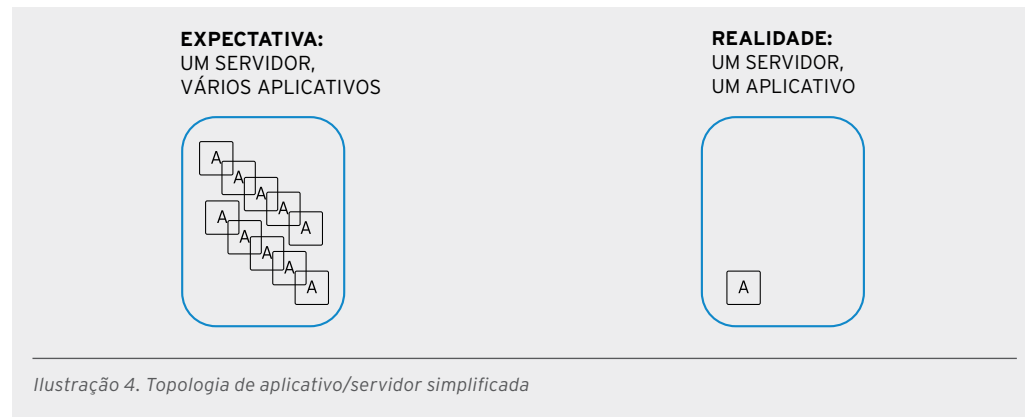 EXPECTATIVA:
UM SERVIDOR,
VÁRIOS APLICATIVOS
A
A
A
A
A
A
A
A
A
A
REALIDADE:
UM SERVIDOR,
UM APLICATIVO
A
Ilustração 4. Topologia de aplicativo/servidor simplificada